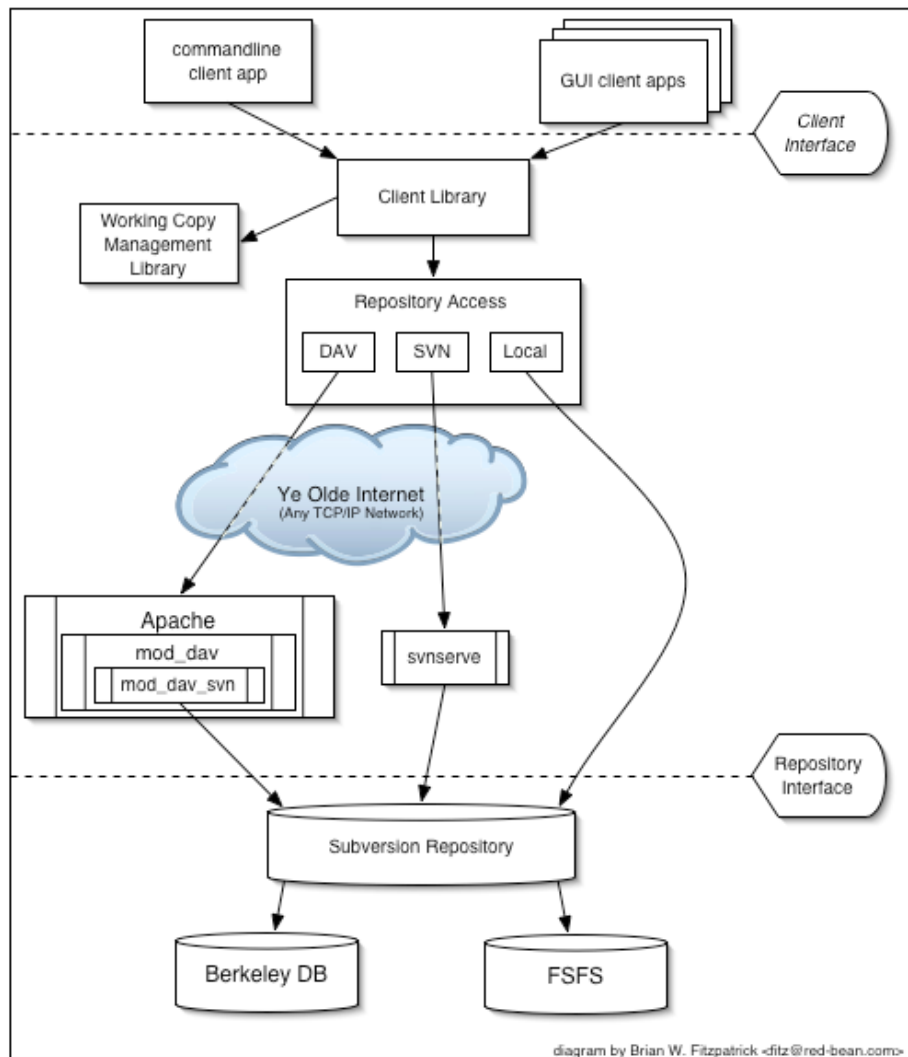 commandline
client app
GUI client apps
Client
Interface
Client Library
Working Copy
Management
Library
Repository Access
DAV
SVN
Local
Ye Olde Internet
(Any TCP/IP Network)
Apache
mod_dav
mod_dav_svn
svnserve
Repository
Interface
Subversion Repository
Berkeley DB
FSFS
diagram by Brian W. Fitzpatrick <fitz@red-bean.com>